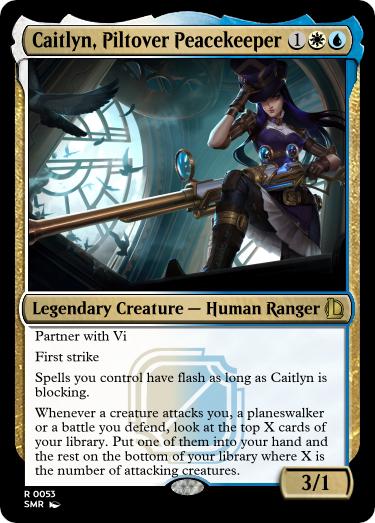 Caitlyn, Piltover Peacekeeper 1
Legendary Creature — Human Ranger
Partner with Vi
First strike
Spells you control have flash as long as Caitlyn is
blocking.
Whenever a creature attacks you, a planeswalker
or a battle you defend, look at the top X cards of
your library. Put one of them into your hand and
the rest on the bottom of your library where X is
the number of attacking creatures.
3/1
R 0053
SMR